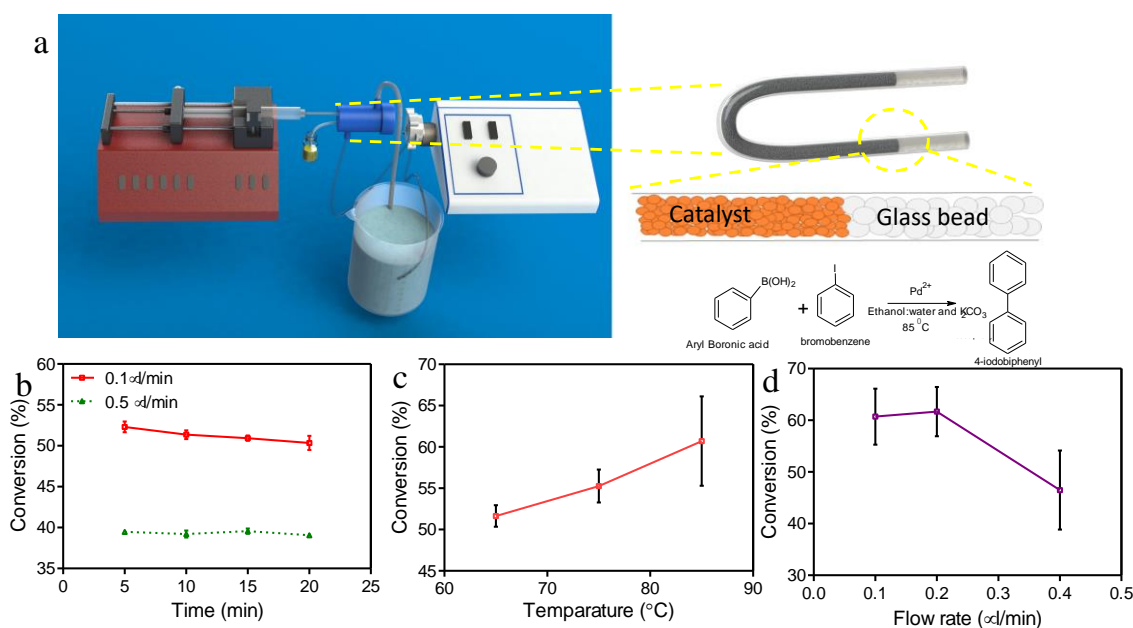 a
Catalyst
Glass bead
B(OH)2
I
+
Pd2+
Ethanol:water and K2CO3
85 0C
Aryl Boronic acid
bromobenzene
4-iodobiphenyl
b
0.1∝l/min
0.5 ∝l/min
Conversion (%)
60
55
50
45
40
35
0
5
10
15
20
25
Time (min)
c
Conversion (%)
70
65
60
55
50
45
60
70
80
90
Temparature (°C)
d
Conversion (%)
70
60
50
40
30
0.0
0.1
0.2
0.3
0.4
0.5
Flow rate (∝l/min)